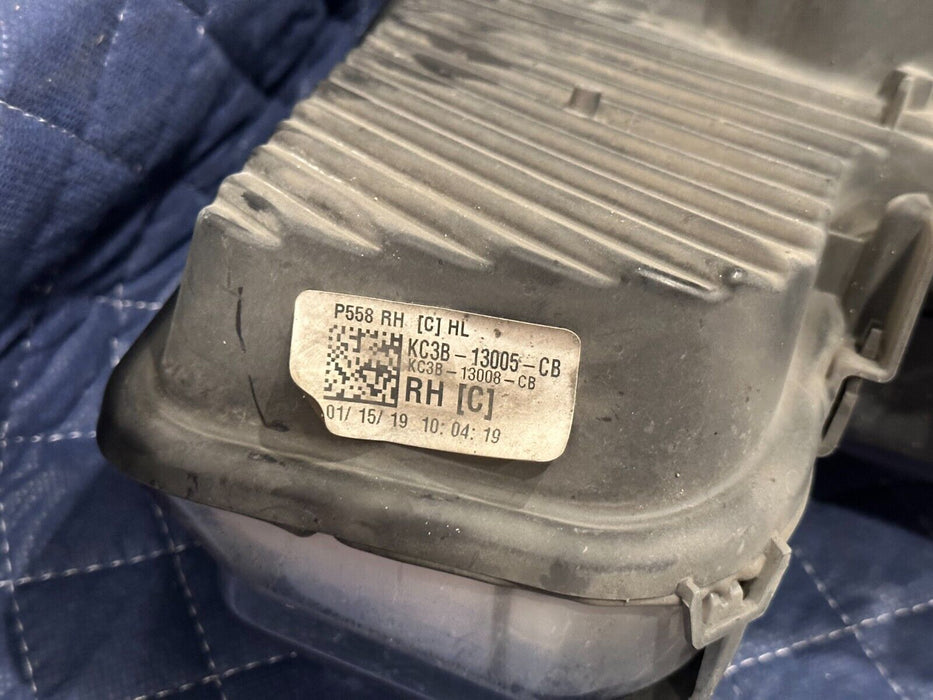 P558 RH [C] HL
KC3B-13005-CB
KC3B-13008-CB
RH [C]
01/ 15/ 19 10: 04: 19